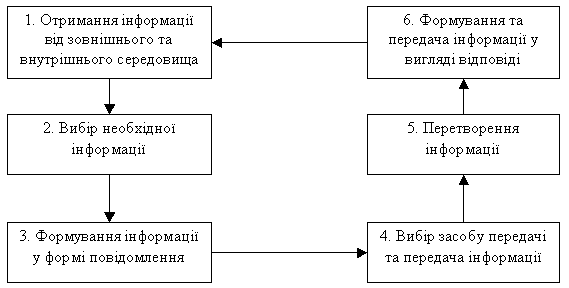 1. Отримання інформації
від зовнішнього та
внутрішнього середовища
2. Вибір необхідної
інформації
3. Формування інформації
у формі повідомлення
4. Вибір засобу передачі
та передача інформації
5. Перетворення
інформації
6. Формування та
передача інформації у
вигляді відповіді